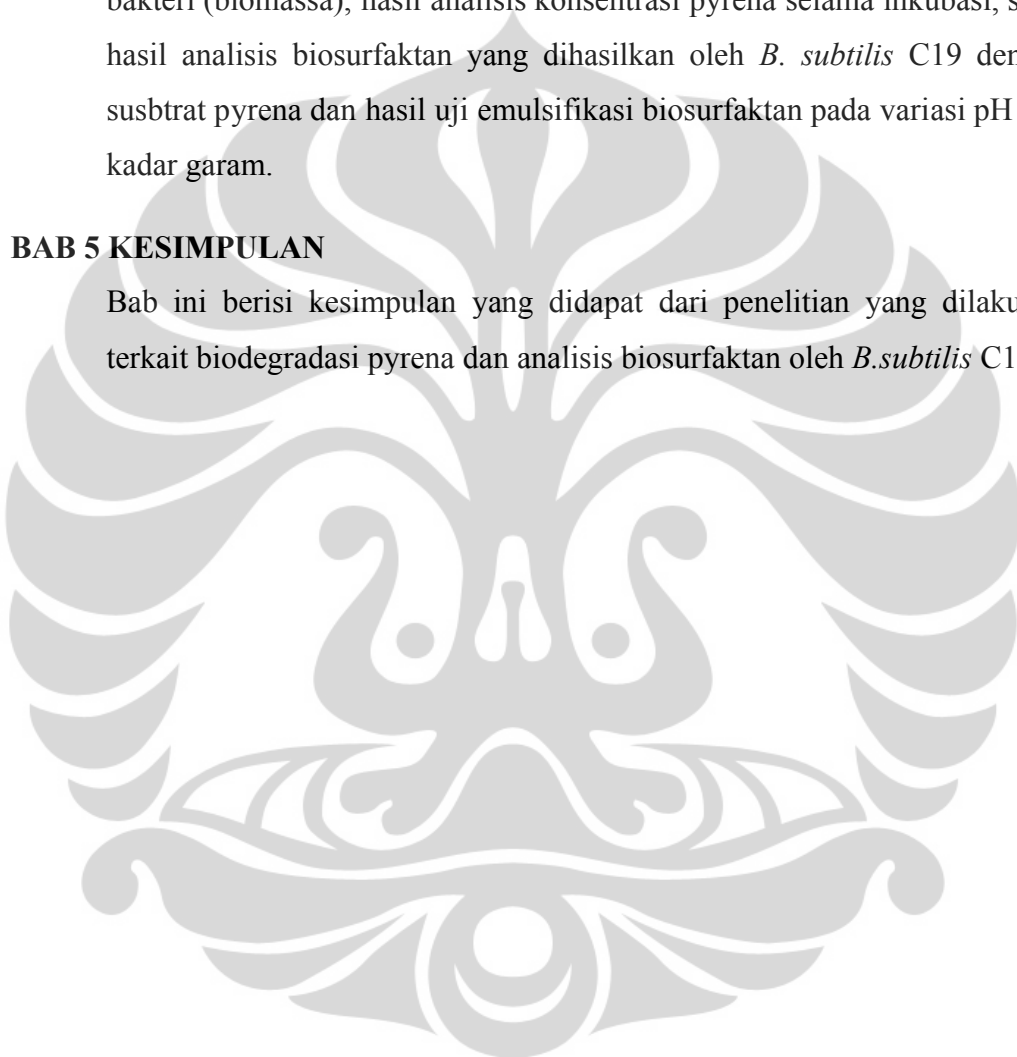 bakteri (biomassa), hasil analisis konsentrasi pyrena selama inkubasi,
hasil analisis biosurfaktan yang dihasilkan oleh B. subtilis C19
susbtrat pyrena dan hasil uji emulsifikasi biosurfaktan pada variasi pH
kadar garam.
BAB 5 KESIMPULAN
Bab ini berisi kesimpulan yang didapat dari penelitian yang
terkait biodegradasi pyrena dan analisis biosurfaktan oleh B.subtilis